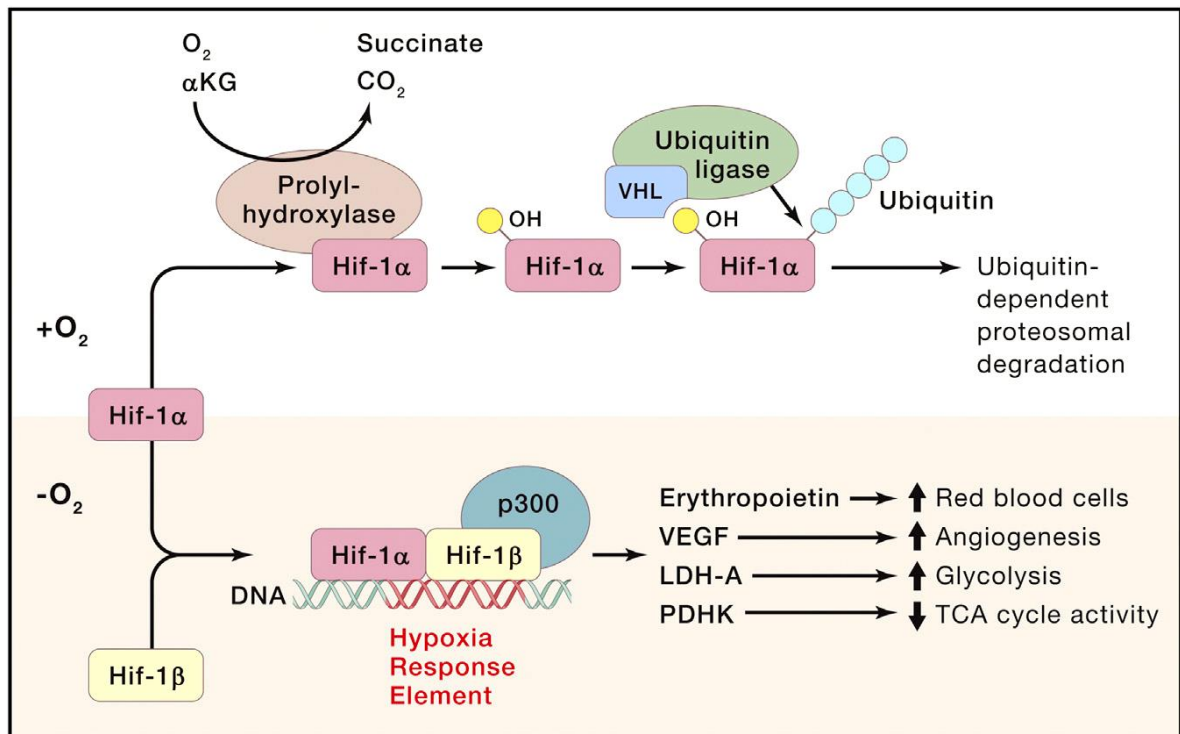 O2
αKG
Succinate
CO2
Prolyl-
hydroxylase
Hif-1α
OH
Hif-1α
Ubiquitin
ligase
VHL
OH
Hif-1α
Ubiquitin
Ubiquitin-
dependent
proteosomal
degradation
+O2
Hif-1α
-O2
Hif-1β
DNA
Hif-1α
Hif-1β
p300
Hypoxia
Response
Element
Erythropoietin
Red blood cells
VEGF
Angiogenesis
LDH-A
Glycolysis
PDHK
TCA cycle activity